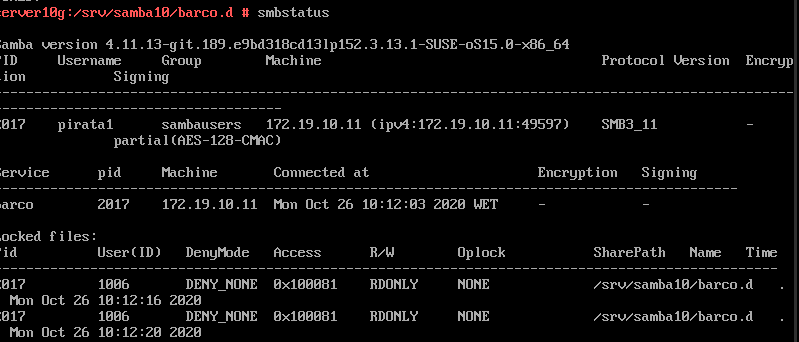 erver10g:/srv/samba10/barco.d # smbstatus
Samba version 4.11.13-git.189.e9bd318cd13lp152.3.13.1-SUSE-oS15.0-x86_64
PID Username Group Machine Protocol Version Encryp
tion Signing
----------------------------------------------------------------------------------------------------
------------------------------------
2017 pirata1 sambausers 172.19.10.11 (ipv4:172.19.10.11:49597) SMB3_11 -
partial(AES-128-CMAC)
Service pid Machine Connected at Encryption Signing
---------------------------------------------------------------------------------------------
barco 2017 172.19.10.11 Mon Oct 26 10:12:03 2020 WET - -
Locked files:
Pid User(ID) DenyMode Access R/W Oplock SharePath Name Time
--------------------------------------------------------------------------------------------------
2017 1006 DENY_NONE 0x100081 RDONLY NONE /srv/samba10/barco.d .
Mon Oct 26 10:12:16 2020
2017 1006 DENY_NONE 0x100081 RDONLY NONE /srv/samba10/barco.d .
Mon Oct 26 10:12:20 2020